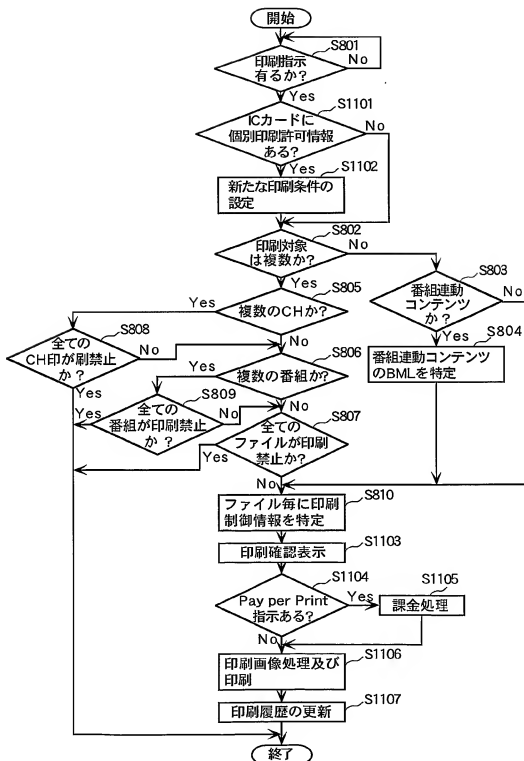 開始
S801
印刷指示
有るか？
No
Yes
S1101
ICカードに
個別印刷許可情報
ある？
No
Yes
S1102
新たな印刷条件の
設定
S802
印刷対象
は複数か？
No
Yes
S803
番組連動
コンテンツ
か？
No
Yes
S804
番組連動コンテンツ
のBMLを特定
S805
複数のCHか？
Yes
No
S808
全ての
CH印が刷禁止
か？
No
Yes
S806
複数の番組か？
Yes
No
S809
全ての
番組が印刷禁止
か？
Yes
No
S807
全ての
ファイルが印刷
禁止か？
Yes
No
S810
ファイル毎に印刷
制御情報を特定
S1103
印刷確認表示
S1104
Pay per Print
指示ある？
Yes
No
S1105
課金処理
S1106
印刷画像処理及び
印刷
S1107
印刷履歴の更新
終了